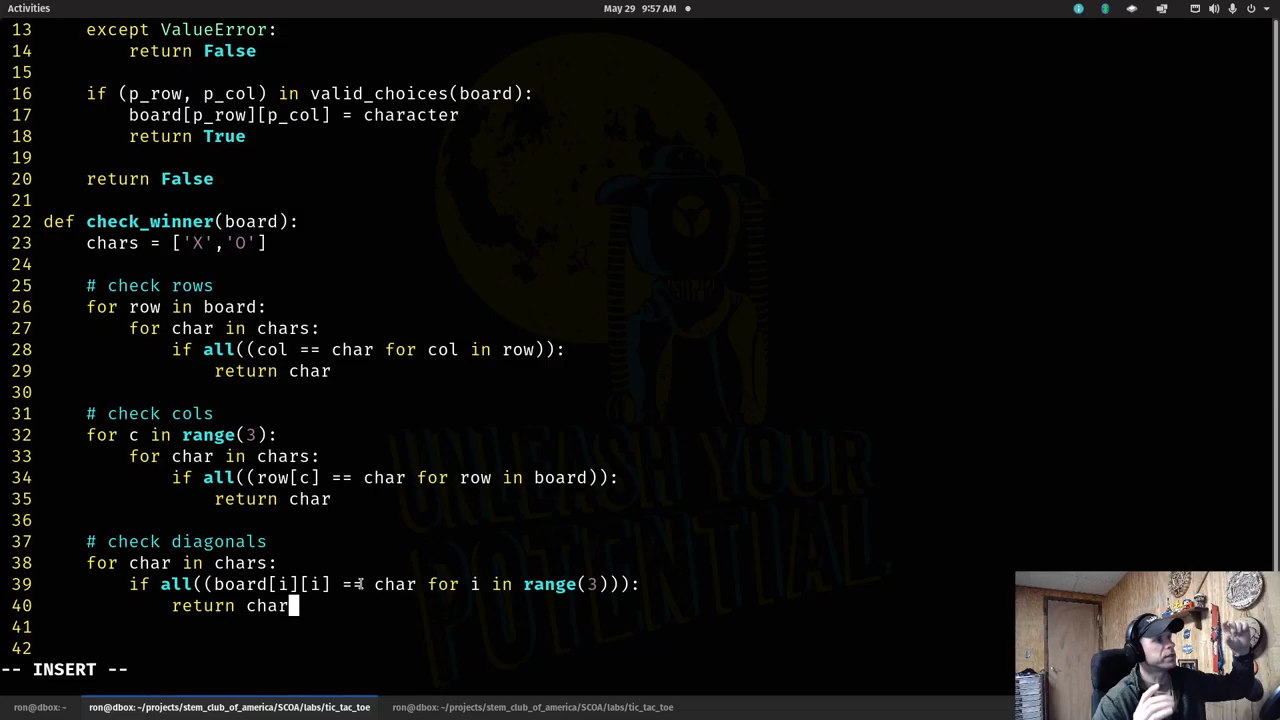 Activities
May 29 9:57 AM
13 except ValueError:
14 return False
15
16 if (p_row, p_col) in valid_choices(board):
17 board[p_row][p_col] = character
18 return True
19
20 return False
21
22 def check_winner(board):
23 chars = ['X','O']
24
25 # check rows
26 for row in board:
27 for char in chars:
28 if all((col == char for col in row)):
29 return char
30
31 # check cols
32 for c in range(3):
33 for char in chars:
34 if all((row[c] == char for row in board)):
35 return char
36
37 # check diagonals
38 for char in chars:
39 if all((board[i][i] == char for i in range(3))):
40 return char
41
42
-- INSERT --
UNLEASH YOUR
POTENTIAL,
ron@dbox: ~
ron@dbox: ~/projects/stem_club_of_america/SCOA/labs/tic_tac_toe
ron@dbox: ~/projects/stem_club_of_america/SCOA/labs/tic_tac_toe